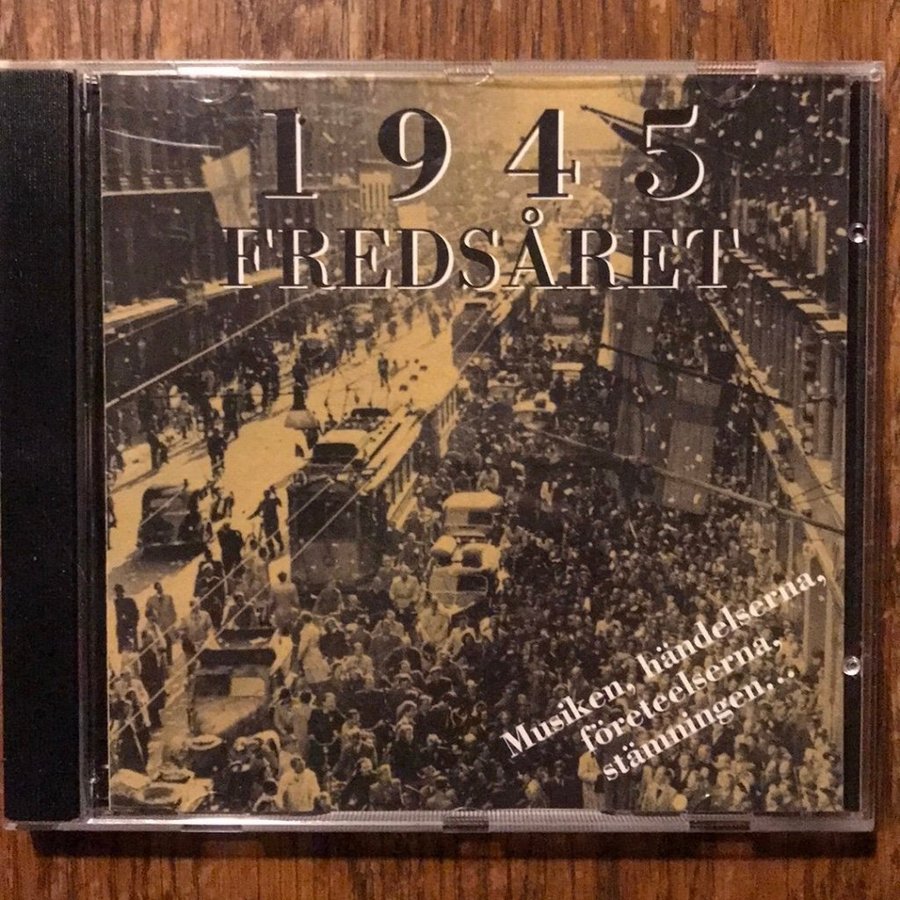 1945
FREDSÅRET
Musiken, händelserna,
företeelserna,
stämningen...